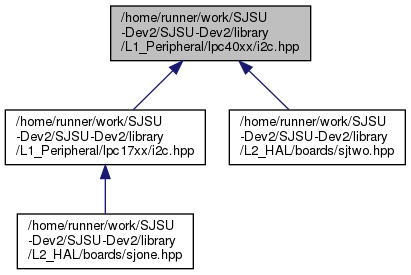 /home/runner/work/SJSU
-Dev2/SJSU-Dev2/library
/L1_Peripheral/lpc40xx/i2c.hpp
/home/runner/work/SJSU
-Dev2/SJSU-Dev2/library
/L1_Peripheral/lpc17xx/i2c.hpp
/home/runner/work/SJSU
-Dev2/SJSU-Dev2/library
/L2_HAL/boards/sjtwo.hpp
/home/runner/work/SJSU
-Dev2/SJSU-Dev2/library
/L2_HAL/boards/sjone.hpp